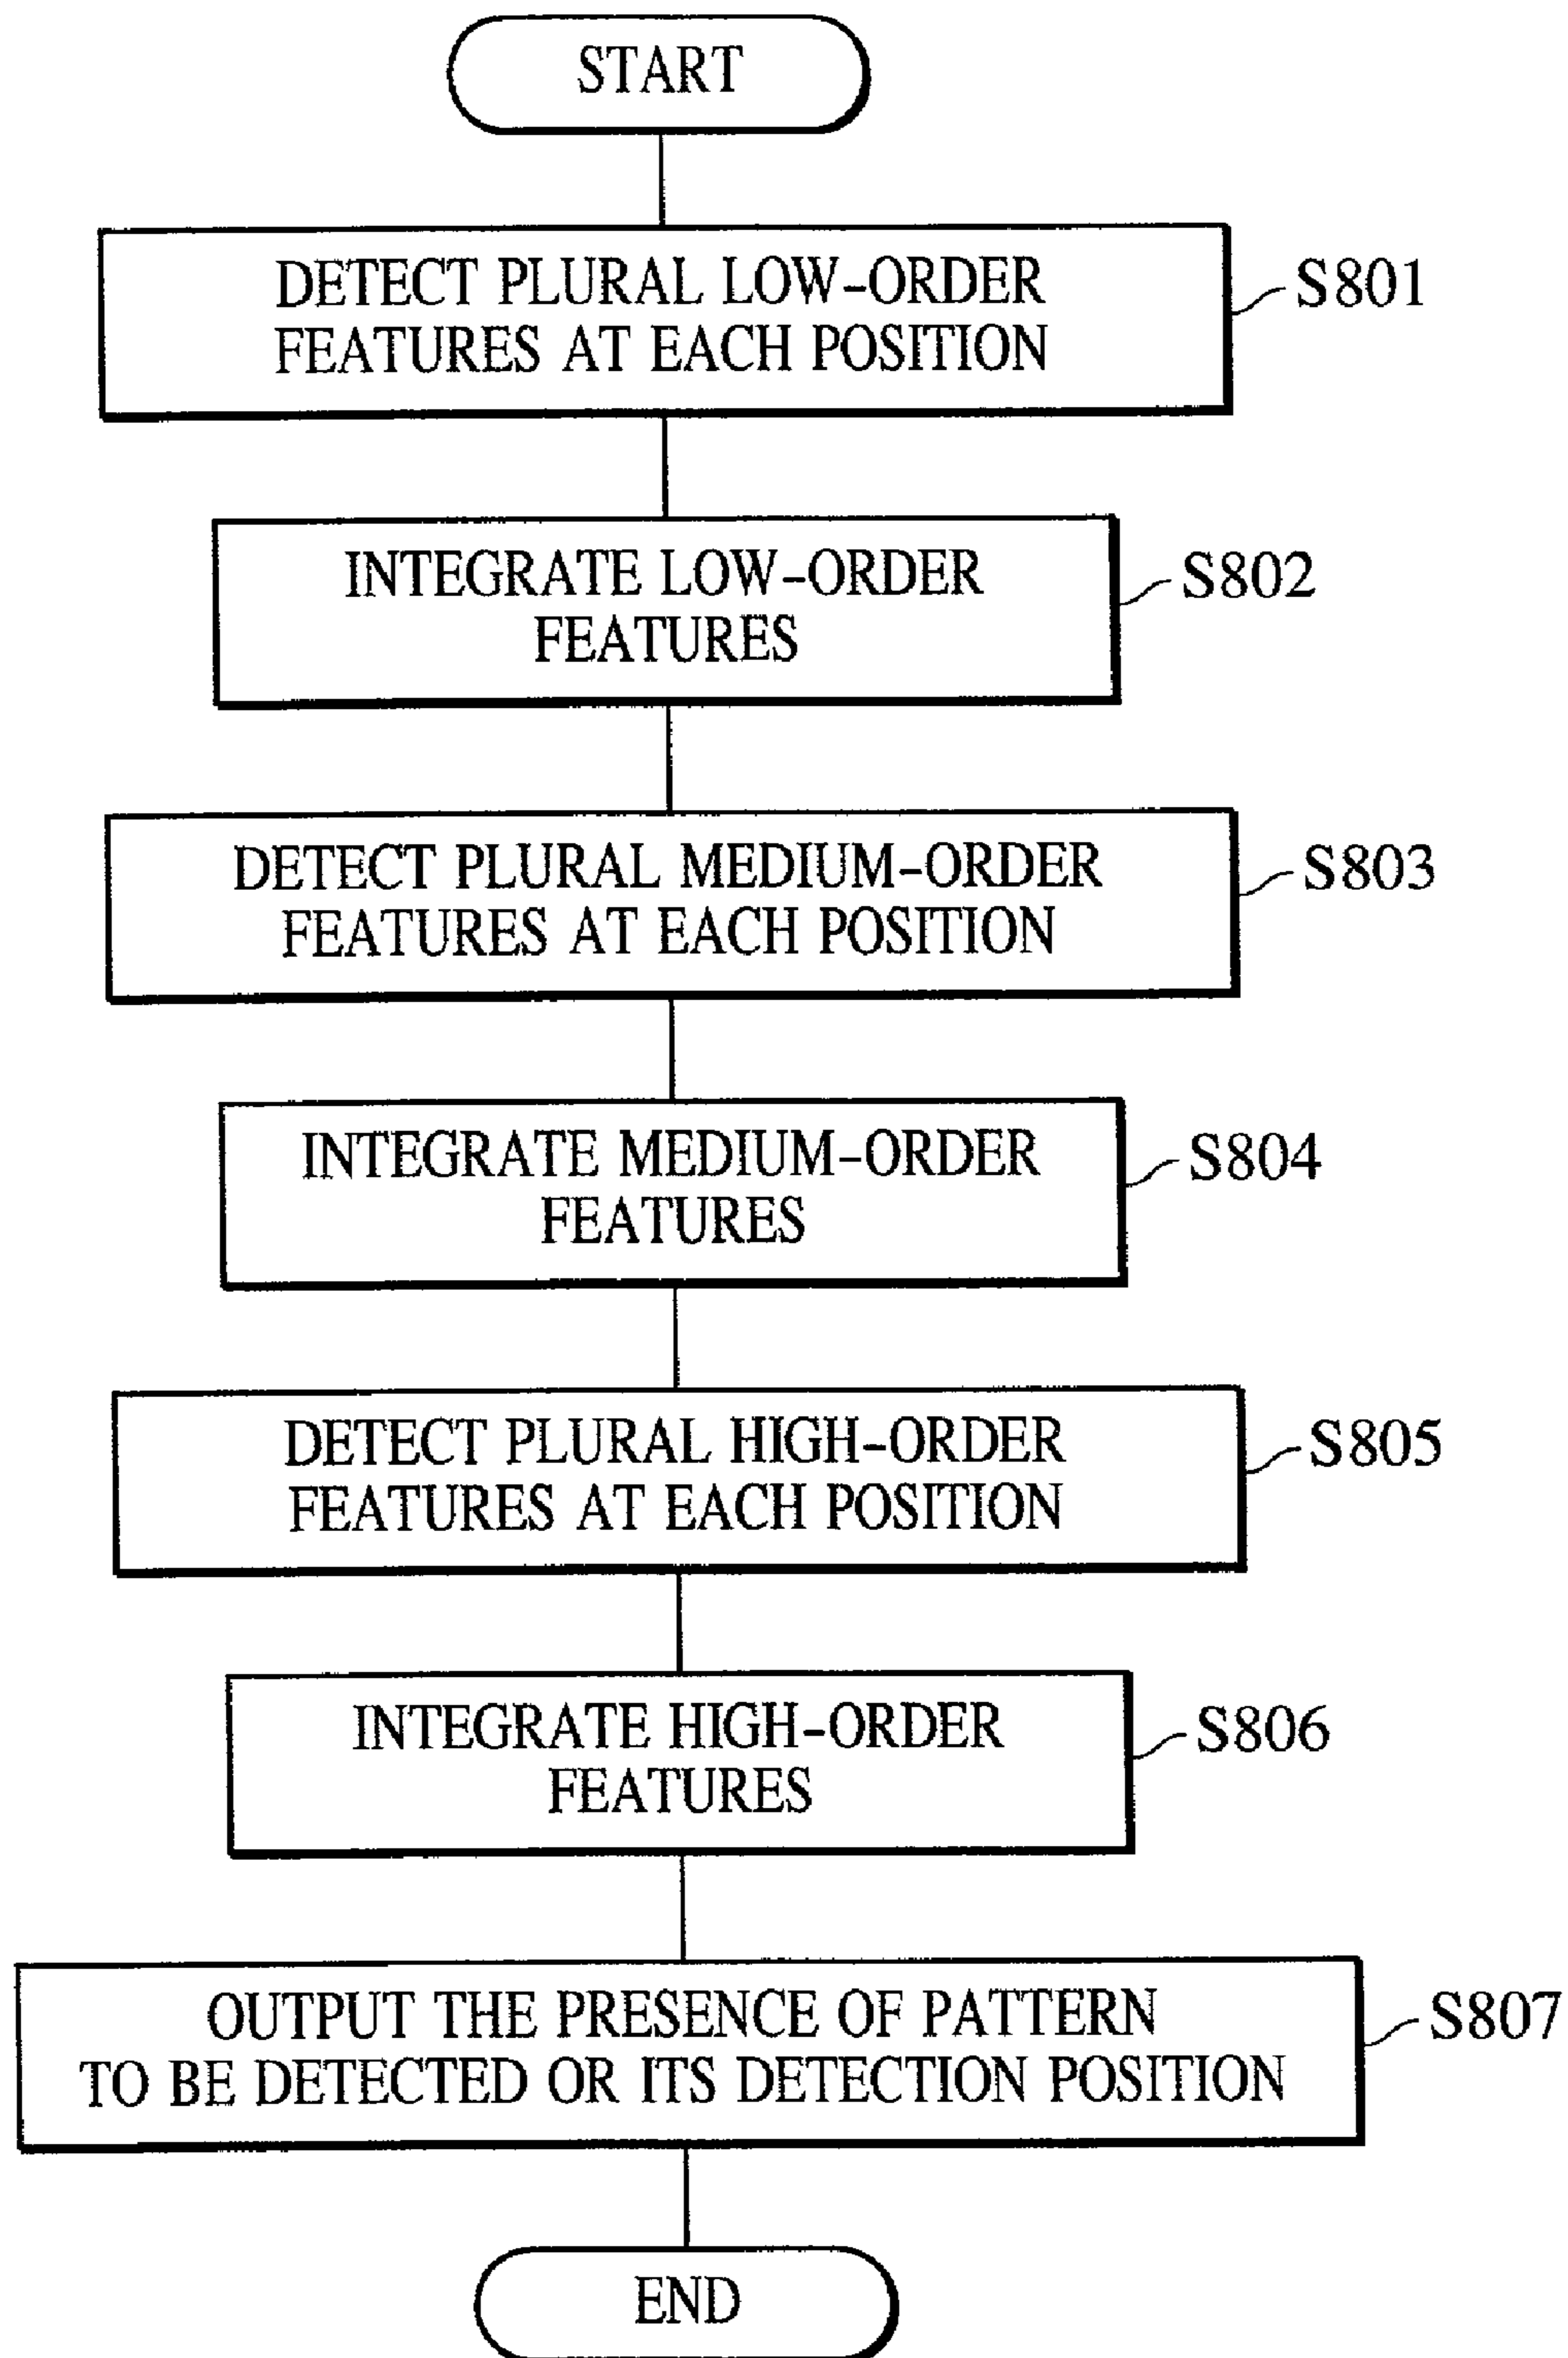 START
DETECT PLURAL LOW-ORDER
FEATURES AT EACH POSITION
S801
INTEGRATE LOW-ORDER
FEATURES
S802
DETECT PLURAL MEDIUM-ORDER
FEATURES AT EACH POSITION
S803
INTEGRATE MEDIUM-ORDER
FEATURES
S804
DETECT PLURAL HIGH-ORDER
FEATURES AT EACH POSITION
S805
INTEGRATE HIGH-ORDER
FEATURES
S806
OUTPUT THE PRESENCE OF PATTERN
TO BE DETECTED OR ITS DETECTION POSITION
S807
END